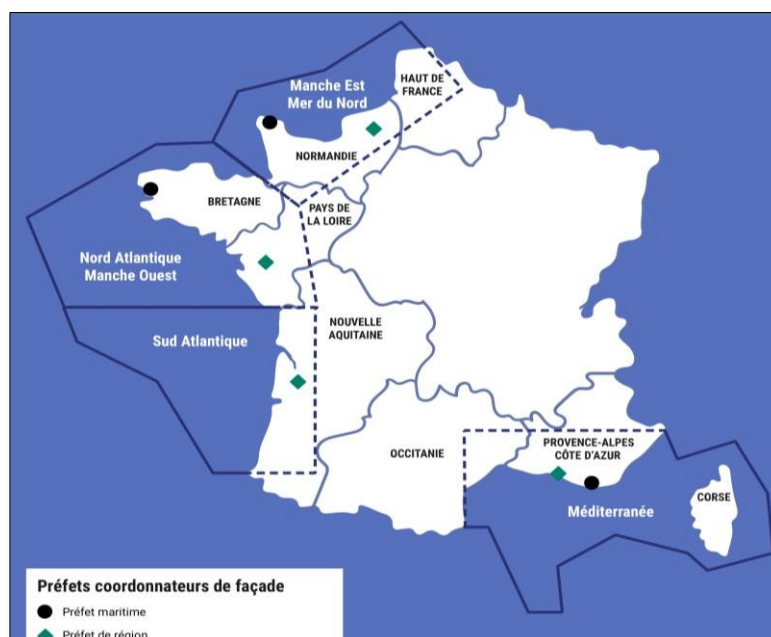 Manche Est
Mer du Nord
HAUT DE
FRANCE
NORMANDIE
BRETAGNE
PAYS DE
LA LOIRE
Nord Atlantique
Manche Ouest
Sud Atlantique
NOUVELLE
AQUITAINE
OCCITANIE
PROVENCE-ALPES
CÔTE D'AZUR
Méditerranée
CORSE
Préfets coordonnateurs de façade
Préfet maritime
Préfet de région